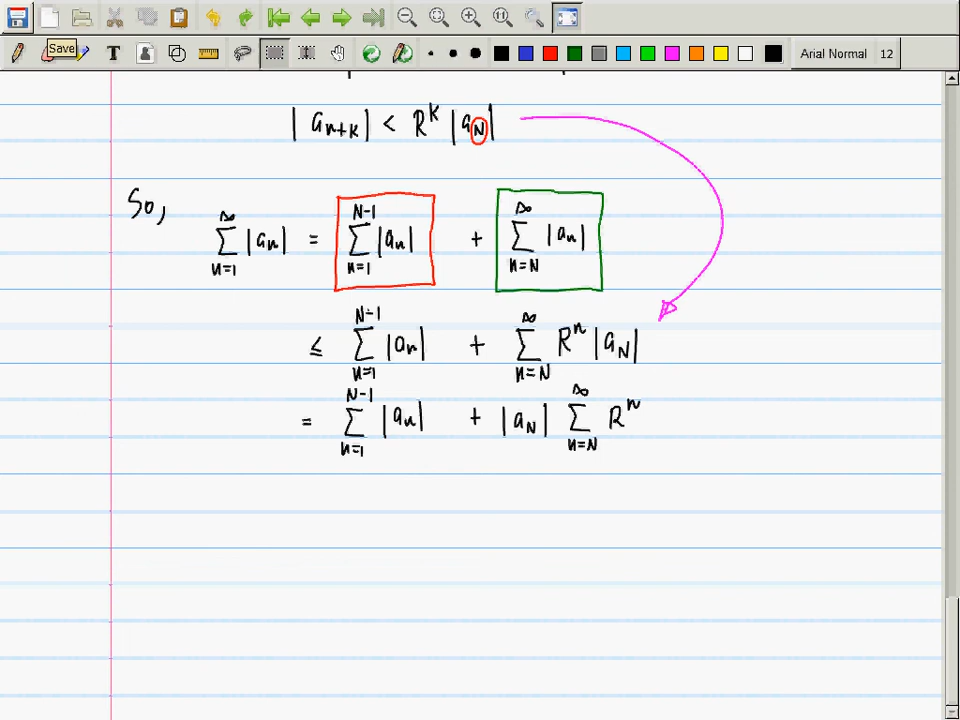 Arial Normal 12
T
Save
|a_{n+k}| < R^k |a_N|
So,
∑_{n=1}^{∞} |a_n| = ∑_{n=1}^{N-1} |a_n| + ∑_{n=N}^{∞} |a_n|
≤ ∑_{n=1}^{N-1} |a_n| + ∑_{n=N}^{∞} R^n |a_N|
= ∑_{n=1}^{N-1} |a_n| + |a_N| ∑_{n=N}^{∞} R^n